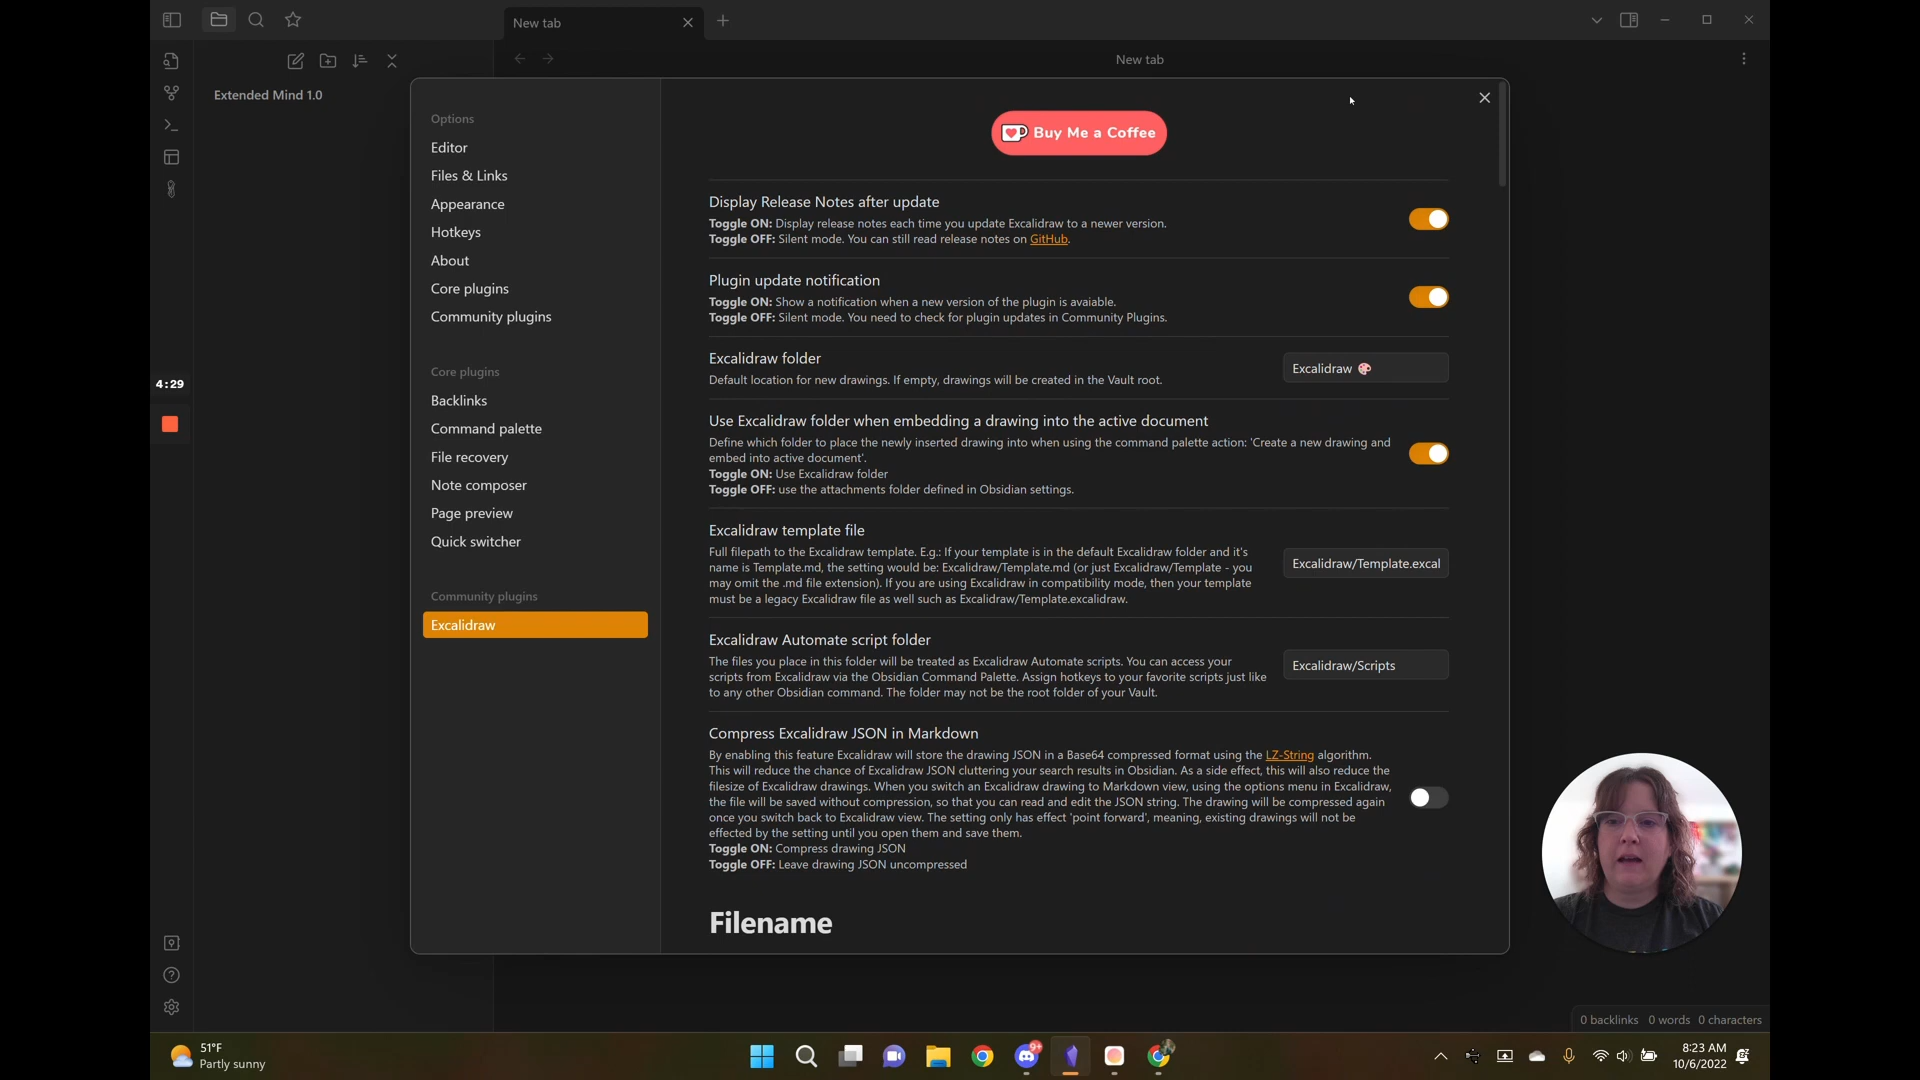 New tab
New tab
Extended Mind 1.0
Options
Editor
Files & Links
Appearance
Hotkeys
About
Core plugins
Community plugins
Core plugins
Backlinks
Command palette
File recovery
Note composer
Page preview
Quick switcher
Community plugins
Excalidraw
Buy Me a Coffee
Display Release Notes after update
Toggle ON: Display release notes each time you update Excalidraw to a newer version.
Toggle OFF: Silent mode. You can still read release notes on GitHub.
Plugin update notification
Toggle ON: Show a notification when a new version of the plugin is avaiable.
Toggle OFF: Silent mode. You need to check for plugin updates in Community Plugins.
Excalidraw folder
Default location for new drawings. If empty, drawings will be created in the Vault root.
Excalidraw 🎨
Use Excalidraw folder when embedding a drawing into the active document
Define which folder to place the newly inserted drawing into when using the command palette action: 'Create a new drawing and
embed into active document'.
Toggle ON: Use Excalidraw folder
Toggle OFF: use the attachments folder defined in Obsidian settings.
Excalidraw template file
Full filepath to the Excalidraw template. E.g.: If your template is in the default Excalidraw folder and it's
name is Template.md, the setting would be: Excalidraw/Template.md (or just Excalidraw/Template - you
may omit the .md file extension). If you are using Excalidraw in compatibility mode, then your template
must be a legacy Excalidraw file as well such as Excalidraw/Template.excalidraw.
Excalidraw/Template.excal
Excalidraw Automate script folder
The files you place in this folder will be treated as Excalidraw Automate scripts. You can access your
scripts from Excalidraw via the Obsidian Command Palette. Assign hotkeys to your favorite scripts just like
to any other Obsidian command. The folder may not be the root folder of your Vault.
Excalidraw/Scripts
Compress Excalidraw JSON in Markdown
By enabling this feature Excalidraw will store the drawing JSON in a Base64 compressed format using the LZ-String algorithm.
This will reduce the chance of Excalidraw JSON cluttering your search results in Obsidian. As a side effect, this will also reduce the
filesize of Excalidraw drawings. When you switch an Excalidraw drawing to Markdown view, using the options menu in Excalidraw,
the file will be saved without compression, so that you can read and edit the JSON string. The drawing will be compressed again
once you switch back to Excalidraw view. The setting only has effect 'point forward', meaning, existing drawings will not be
effected by the setting until you open them and save them.
Toggle ON: Compress drawing JSON
Toggle OFF: Leave drawing JSON uncompressed
Filename
4:29
0 backlinks 0 words 0 characters
51°F
Partly sunny
9+
8:23 AM
10/6/2022